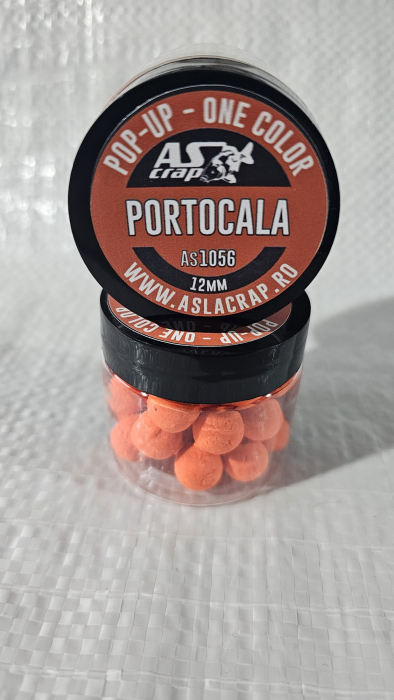 POP-UP - ONE COLOR
AS
crap
PORTOCALA
As1056
12MM
WWW.ASLACRAP.RO
POP-UP - ONE COLOR